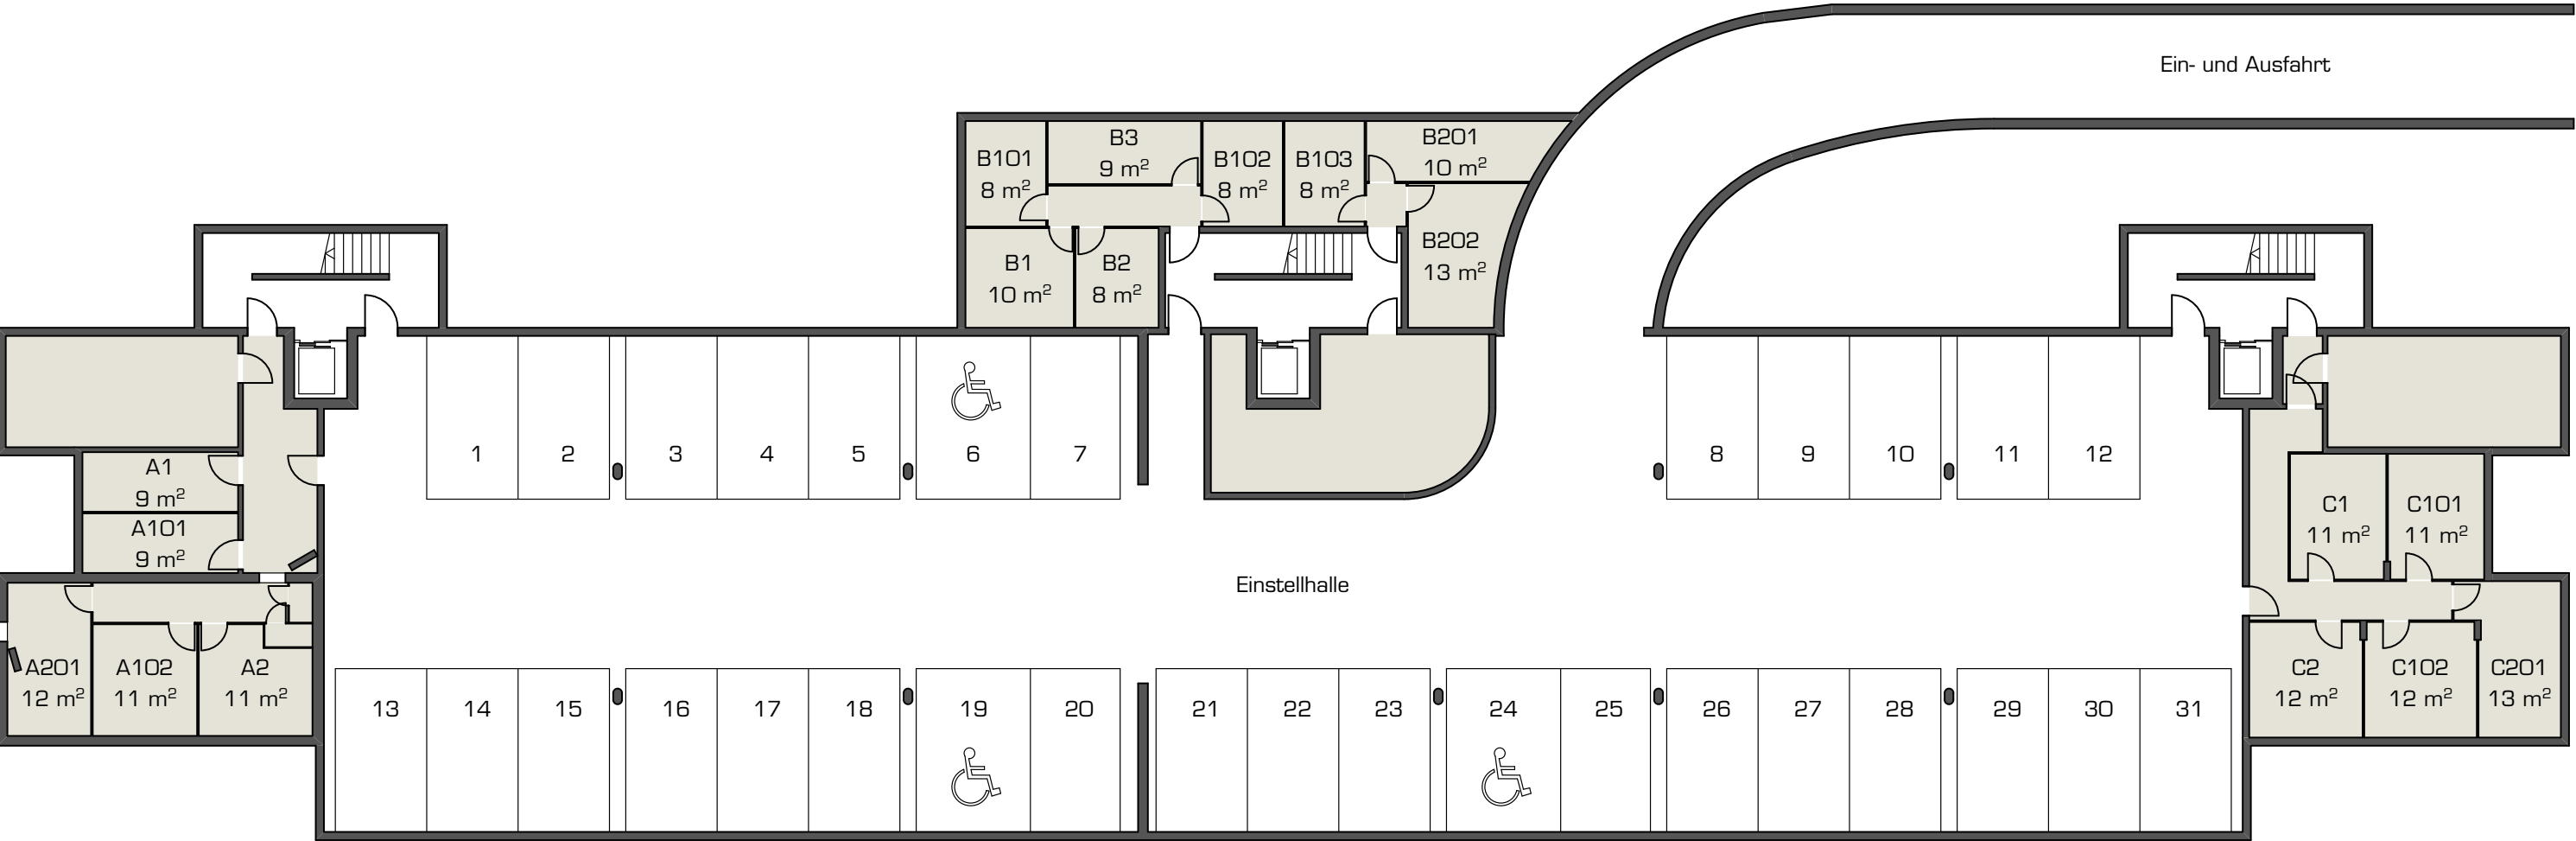 Ein- und Ausfahrt
B101
8 m²
B3
9 m²
B102
8 m²
B103
8 m²
B201
10 m²
B1
10 m²
B2
8 m²
B202
13 m²
1
2
3
4
5
6
7
8
9
10
11
12
A1
9 m²
A101
9 m²
C1
11 m²
C101
11 m²
Einstellhalle
A201
12 m²
A102
11 m²
A2
11 m²
C2
12 m²
C102
12 m²
C201
13 m²
13
14
15
16
17
18
19
20
21
22
23
24
25
26
27
28
29
30
31